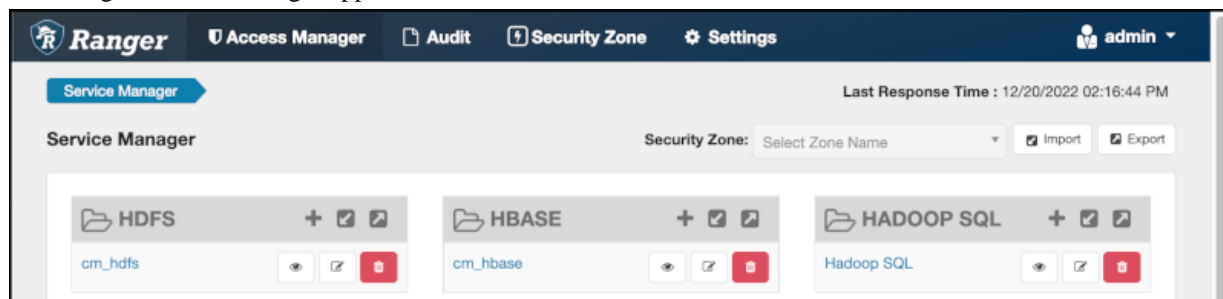 Ranger Access Manager Audit Security Zone Settings admin
Service Manager Last Response Time : 12/20/2022 02:16:44 PM
Service Manager Security Zone: Select Zone Name Import Export
HDFS HBASE HADOOP SQL
cm_hdfs cm_hbase Hadoop SQL